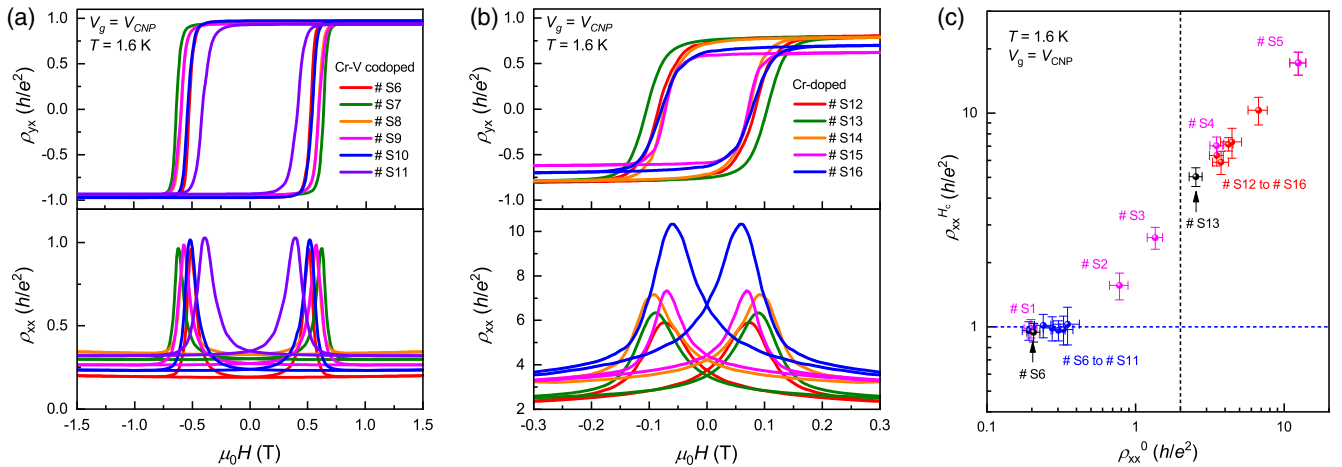 (a)
V_g = V_CNP
T = 1.6 K
Cr-V codoped
# S6
# S7
# S8
# S9
# S10
# S11
ρ_yx (h/e²)
1.0
0.5
0.0
-0.5
-1.0
ρ_xx (h/e²)
1.0
0.5
0.0
-1.5 -1.0 -0.5 0.0 0.5 1.0 1.5
μ₀H (T)
(b)
V_g = V_CNP
T = 1.6 K
Cr-doped
# S12
# S13
# S14
# S15
# S16
ρ_yx (h/e²)
1.0
0.5
0.0
-0.5
-1.0
ρ_xx (h/e²)
10
8
6
4
2
-0.3 -0.2 -0.1 0.0 0.1 0.2 0.3
μ₀H (T)
(c)
T = 1.6 K
V_g = V_CNP
# S5
# S4
# S12 to # S16
# S13
# S3
# S2
# S1
# S6 to # S11
# S6
ρ_xx^{H_c} (h/e²)
10
1
0.1 1 10
ρ_xx⁰ (h/e²)